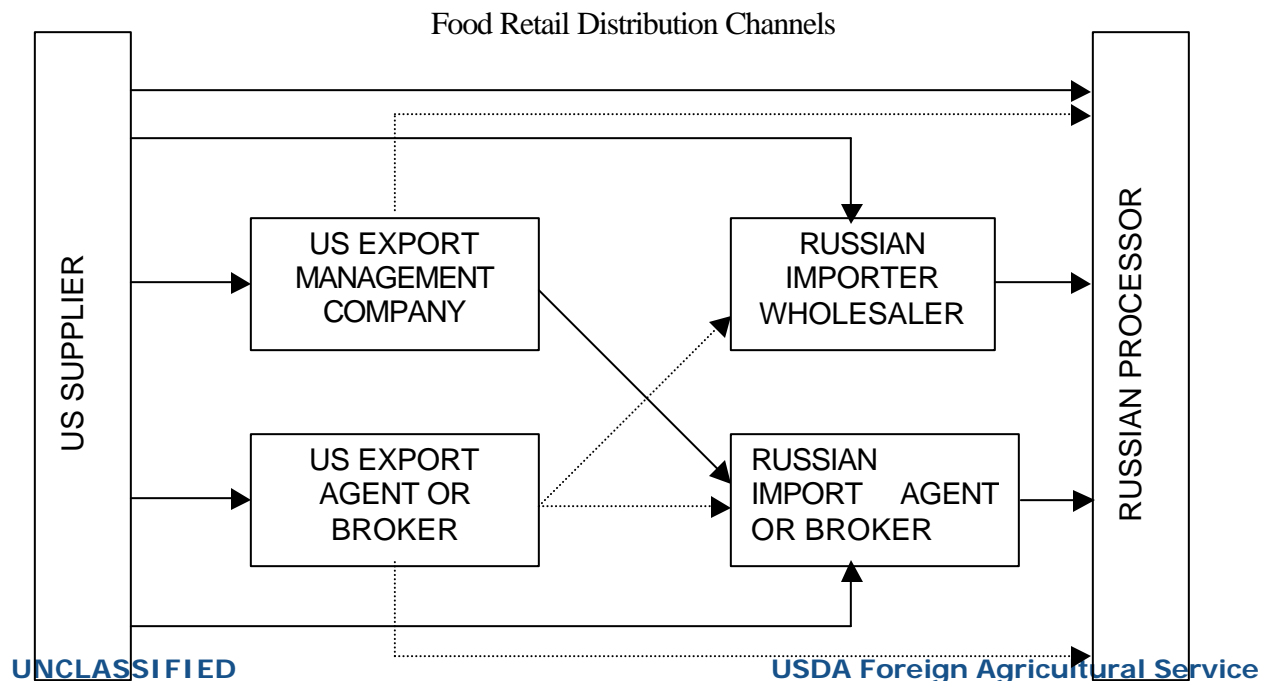 Food Retail Distribution Channels
US SUPPLIER
US EXPORT
MANAGEMENT
COMPANY
RUSSIAN
IMPORTER
WHOLESALER
US EXPORT
AGENT OR
BROKER
RUSSIAN
IMPORT AGENT
OR BROKER
RUSSIAN PROCESSOR
UNCLASSIFIED
USDA Foreign Agricultural Service